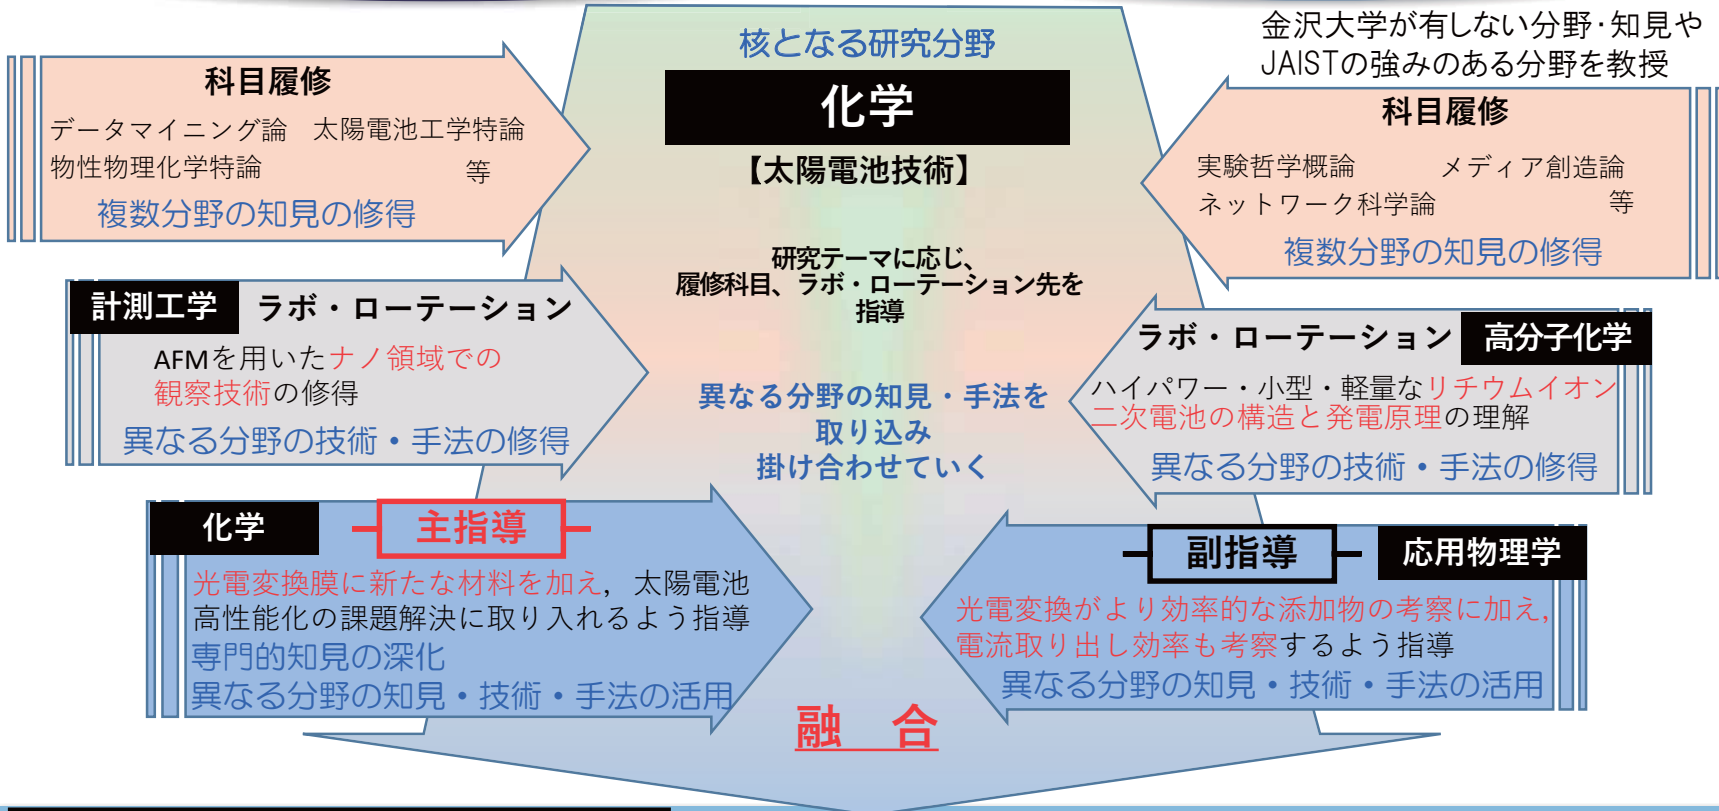 核となる研究分野
化学
【太陽電池技術】
金沢大学が有しない分野・知見や
JAISTの強みのある分野を教授
科目履修
データマイニング論　太陽電池工学特論
物性物理化学特論　等
複数分野の知見の修得
科目履修
実験哲学概論　メディア創造論
ネットワーク科学論　等
複数分野の知見の修得
研究テーマに応じ、
履修科目、ラボ・ローテーション先を
指導
計測工学　ラボ・ローテーション
AFMを用いたナノ領域での
観察技術の修得
異なる分野の技術・手法の修得
ラボ・ローテーション　高分子化学
ハイパワー・小型・軽量なリチウムイオン
二次電池の構造と発電原理の理解
異なる分野の技術・手法の修得
異なる分野の知見・手法を
取り込み
掛け合わせていく
化学　主指導
光電変換膜に新たな材料を加え，太陽電池
高性能化の課題解決に取り入れるよう指導
専門的知見の深化
異なる分野の知見・技術・手法の活用
副指導　応用物理学
光電変換がより効率的な添加物の考察に加え，
電流取り出し効率も考察するよう指導
異なる分野の知見・技術・手法の活用
融　合